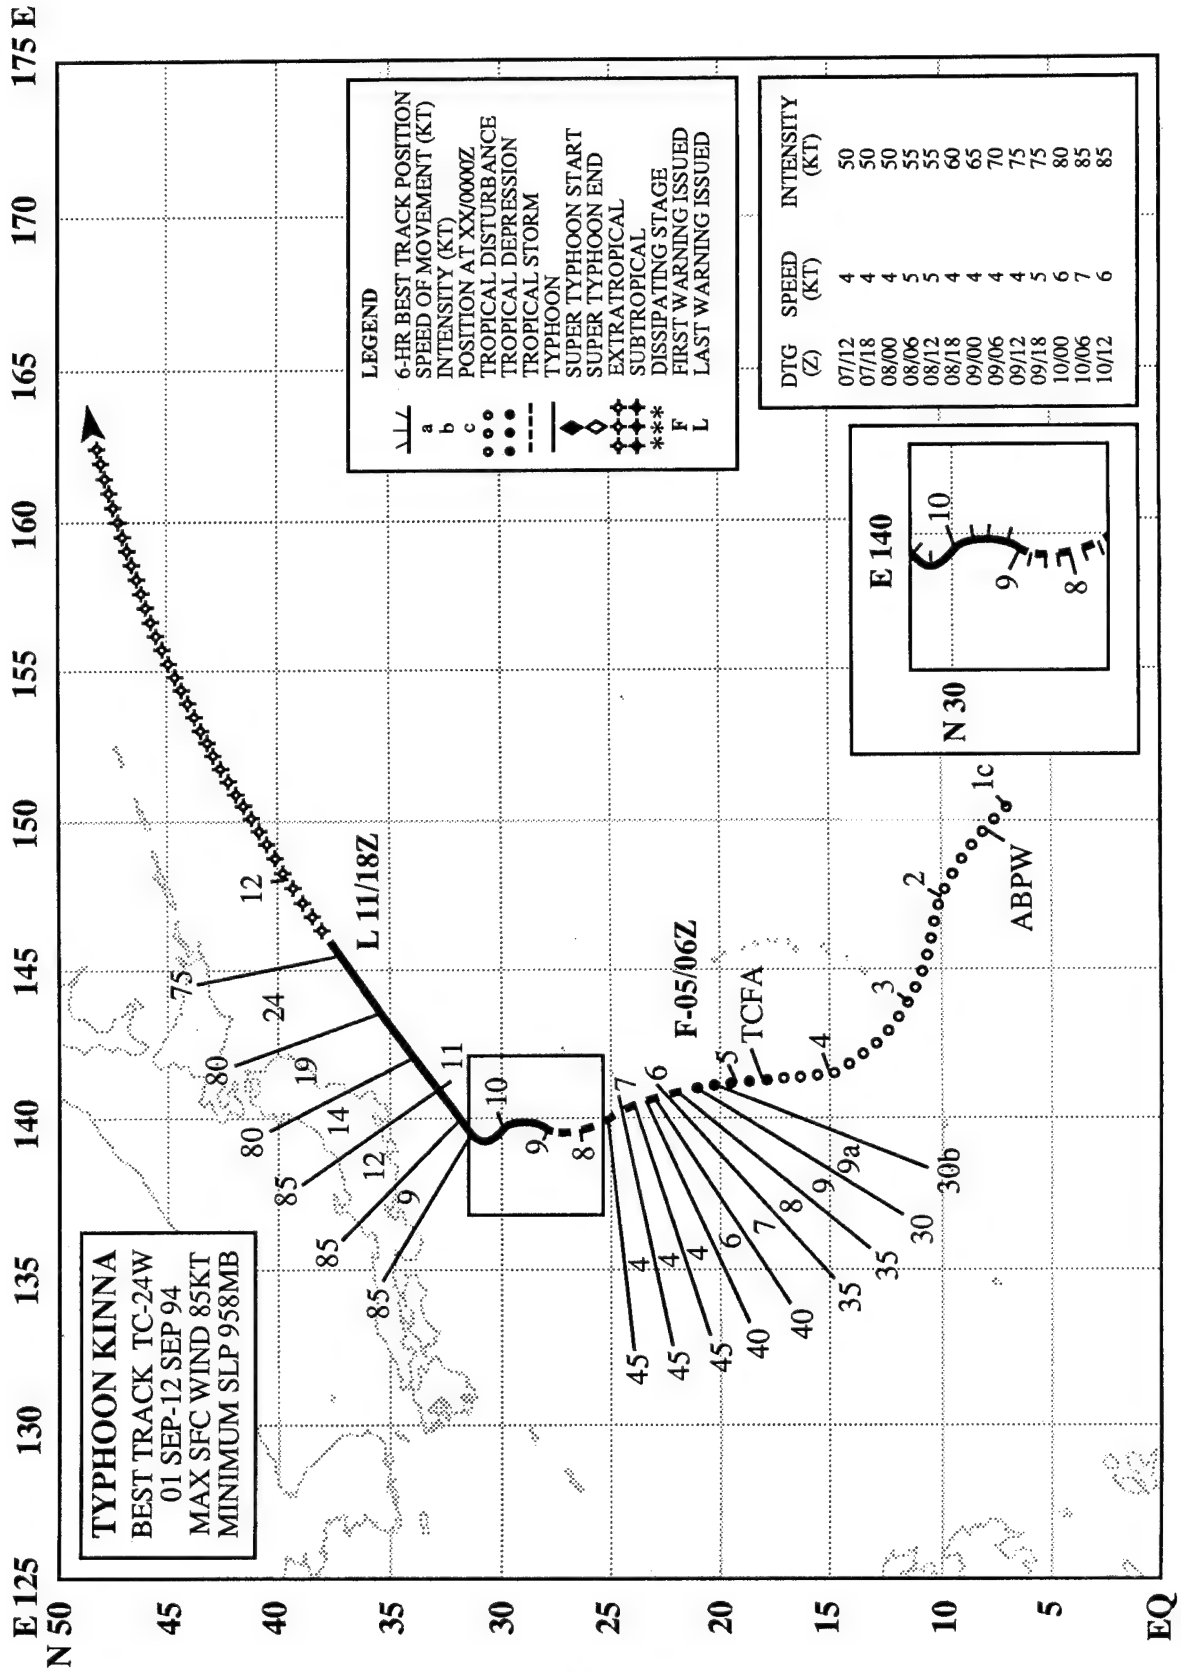 TYPHOON KINNA
BEST TRACK TC-24W
01 SEP-12 SEP 94
MAX SFC WIND 85KT
MINIMUM SLP 958MB
E 125
130
135
140
145
150
155
160
165
170
175 E
N 50
45
40
35
30
25
20
15
10
5
EQ
LEGEND
6-HR BEST TRACK POSITION
a SPEED OF MOVEMENT (KT)
b INTENSITY (KT)
c POSITION AT XX/0000Z
TROPICAL DISTURBANCE
TROPICAL DEPRESSION
TROPICAL STORM
TYPHOON
SUPER TYPHOON START
SUPER TYPHOON END
EXTRATROPICAL
SUBTROPICAL
*** DISSIPATING STAGE
F FIRST WARNING ISSUED
L LAST WARNING ISSUED
DTG SPEED INTENSITY
(Z) (KT) (KT)
07/12 4 50
07/18 4 50
08/00 4 50
08/06 5 55
08/12 5 55
08/18 4 60
09/00 4 65
09/06 4 70
09/12 4 75
09/18 5 75
10/00 6 80
10/06 7 85
10/12 6 85
E 140
N 30
10
9
8
12
L 11/18Z
75
24
80
19
80
14
85
12
85
9
85
11
10
9
8
7
6
5
4
3
2
1c
F-05/06Z
TCFA
ABPW
45
4
45
4
45
4
40
6
40
7
35
8
35
9
30
9a
30b